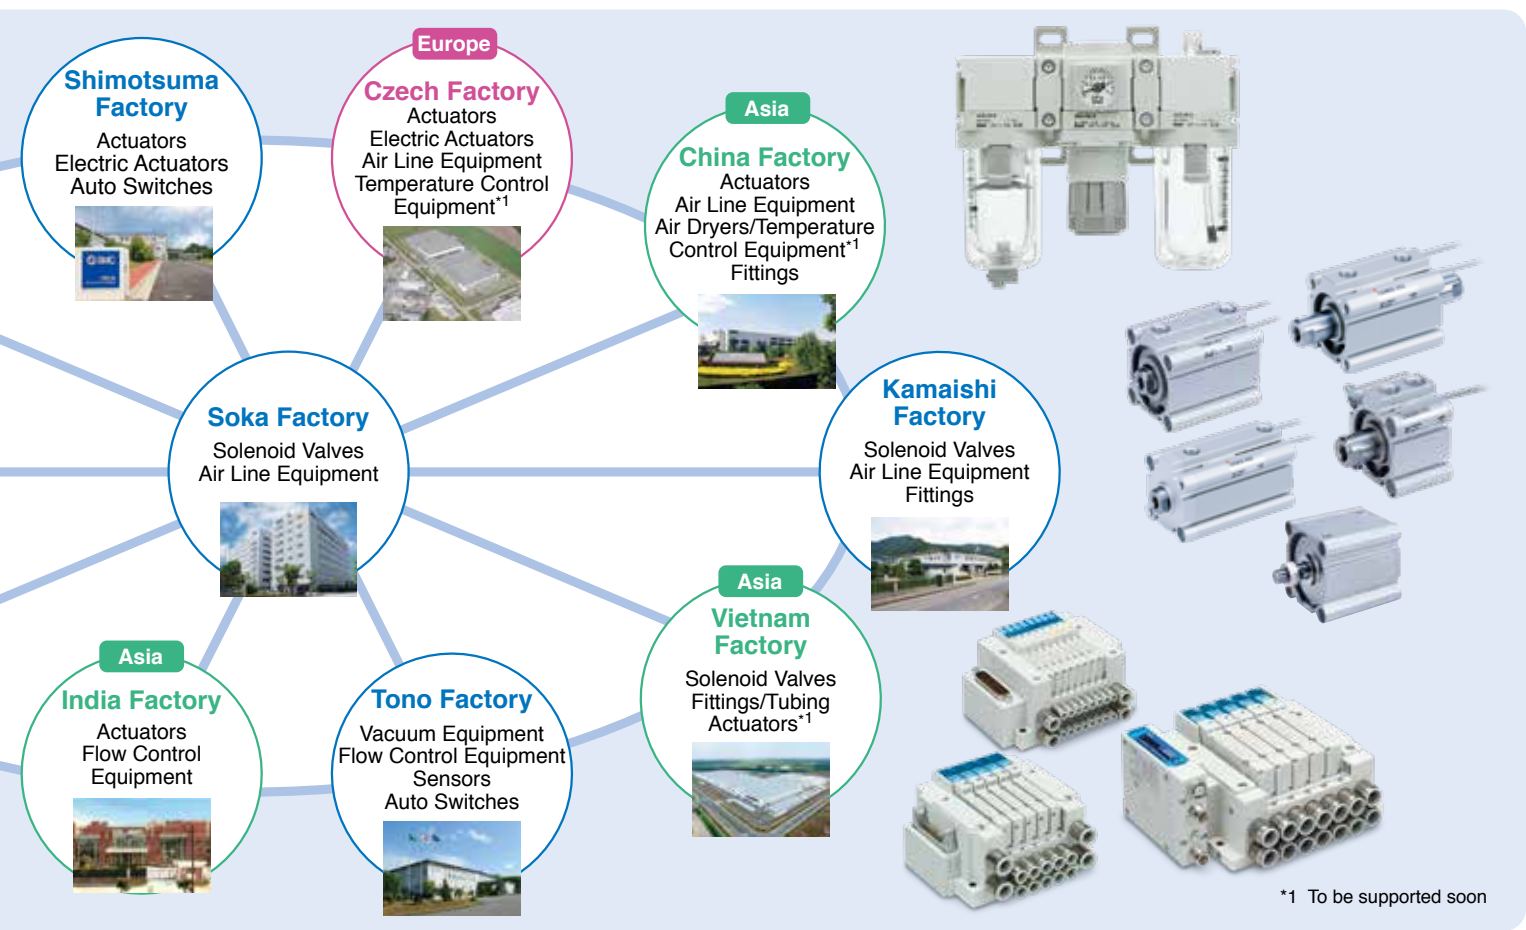 Shimotsuma
Factory
Actuators
Electric Actuators
Auto Switches
SMC
Europe
Czech Factory
Actuators
Electric Actuators
Air Line Equipment
Temperature Control
Equipment*1
Asia
China Factory
Actuators
Air Line Equipment
Air Dryers/Temperature
Control Equipment*1
Fittings
Soka Factory
Solenoid Valves
Air Line Equipment
Kamaishi
Factory
Solenoid Valves
Air Line Equipment
Fittings
Asia
India Factory
Actuators
Flow Control
Equipment
Tono Factory
Vacuum Equipment
Flow Control Equipment
Sensors
Auto Switches
Asia
Vietnam
Factory
Solenoid Valves
Fittings/Tubing
Actuators*1
*1 To be supported soon